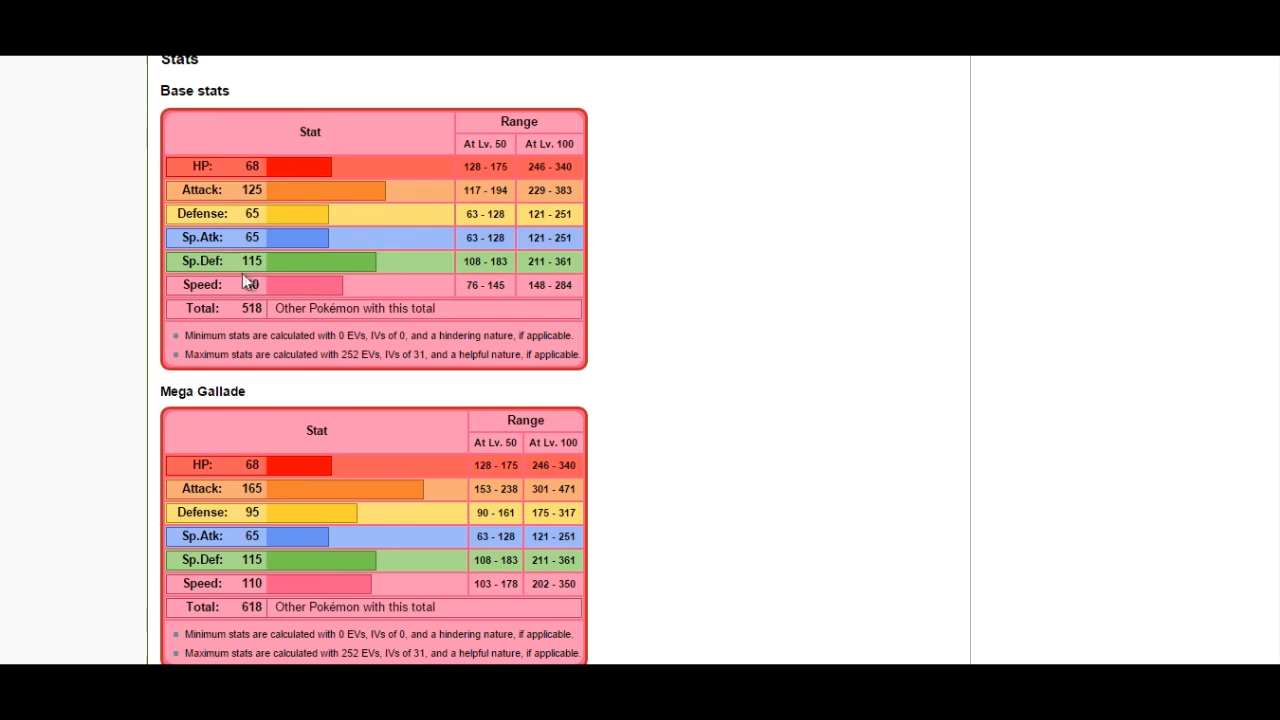 Stats
Base stats
Stat Range
At Lv. 50 At Lv. 100
HP: 68 128 - 175 246 - 340
Attack: 125 117 - 194 229 - 383
Defense: 65 63 - 128 121 - 251
Sp.Atk: 65 63 - 128 121 - 251
Sp.Def: 115 108 - 183 211 - 361
Speed: 76 - 145 148 - 284
Total: 518 Other Pokémon with this total
Minimum stats are calculated with 0 EVs, IVs of 0, and a hindering nature, if applicable.
Maximum stats are calculated with 252 EVs, IVs of 31, and a helpful nature, if applicable.
Mega Gallade
Stat Range
At Lv. 50 At Lv. 100
HP: 68 128 - 175 246 - 340
Attack: 165 153 - 238 301 - 471
Defense: 95 90 - 161 175 - 317
Sp.Atk: 65 63 - 128 121 - 251
Sp.Def: 115 108 - 183 211 - 361
Speed: 110 103 - 178 202 - 350
Total: 618 Other Pokémon with this total
Minimum stats are calculated with 0 EVs, IVs of 0, and a hindering nature, if applicable.
Maximum stats are calculated with 252 EVs, IVs of 31, and a helpful nature, if applicable.